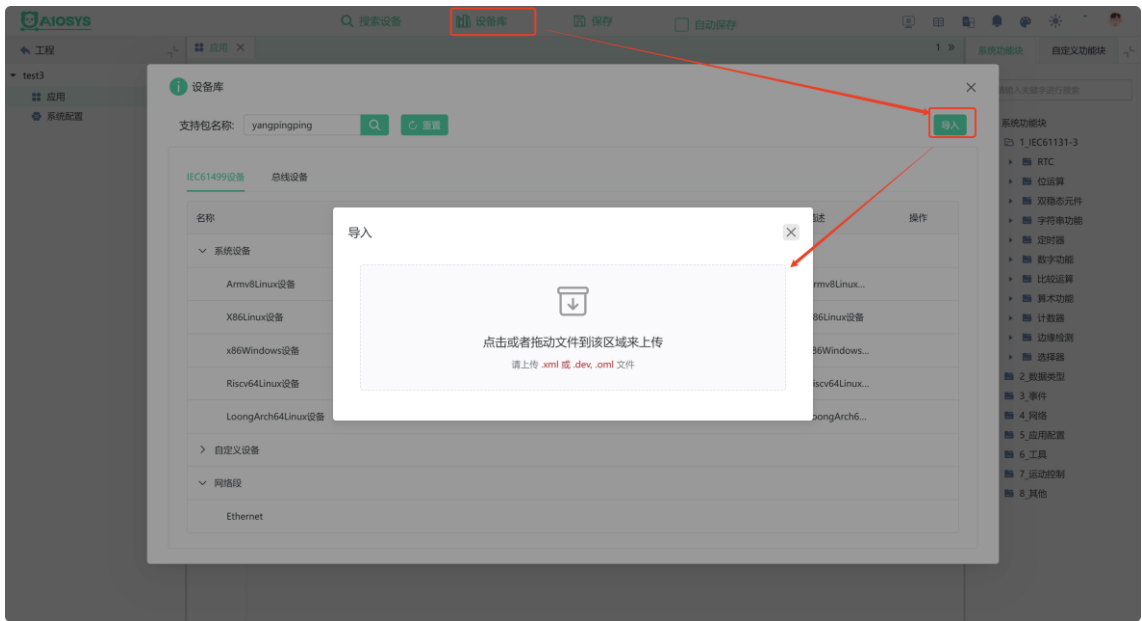 AIOSYS 搜索设备 设备库 保存 自动保存
工程 应用 1 系统功能块 自定义功能块
test3
应用
系统配置
设备库
支持包名称: yangpingping 重置 导入
IEC61499设备 总线设备
名称 操作
系统设备
Armv8Linux设备 rmv8Linux...
X86Linux设备 86Linux设备
x86Windows设备 86Windows...
Riscv64Linux设备 iscv64Linux...
LoongArch64Linux设备 oongArch6...
自定义设备
网络段
Ethernet
导入
点击或者拖动文件到该区域来上传
请上传 .xml 或 .dev, .oml 文件
输入关键字进行搜索
系统功能块
1_IEC61131-3
RTC
位运算
双稳态元件
字符串功能
定时器
数字功能
比较运算
算术功能
计数器
边缘检测
选择器
2_数据类型
3_事件
4_网络
5_应用配置
6_工具
7_运动控制
8_其他